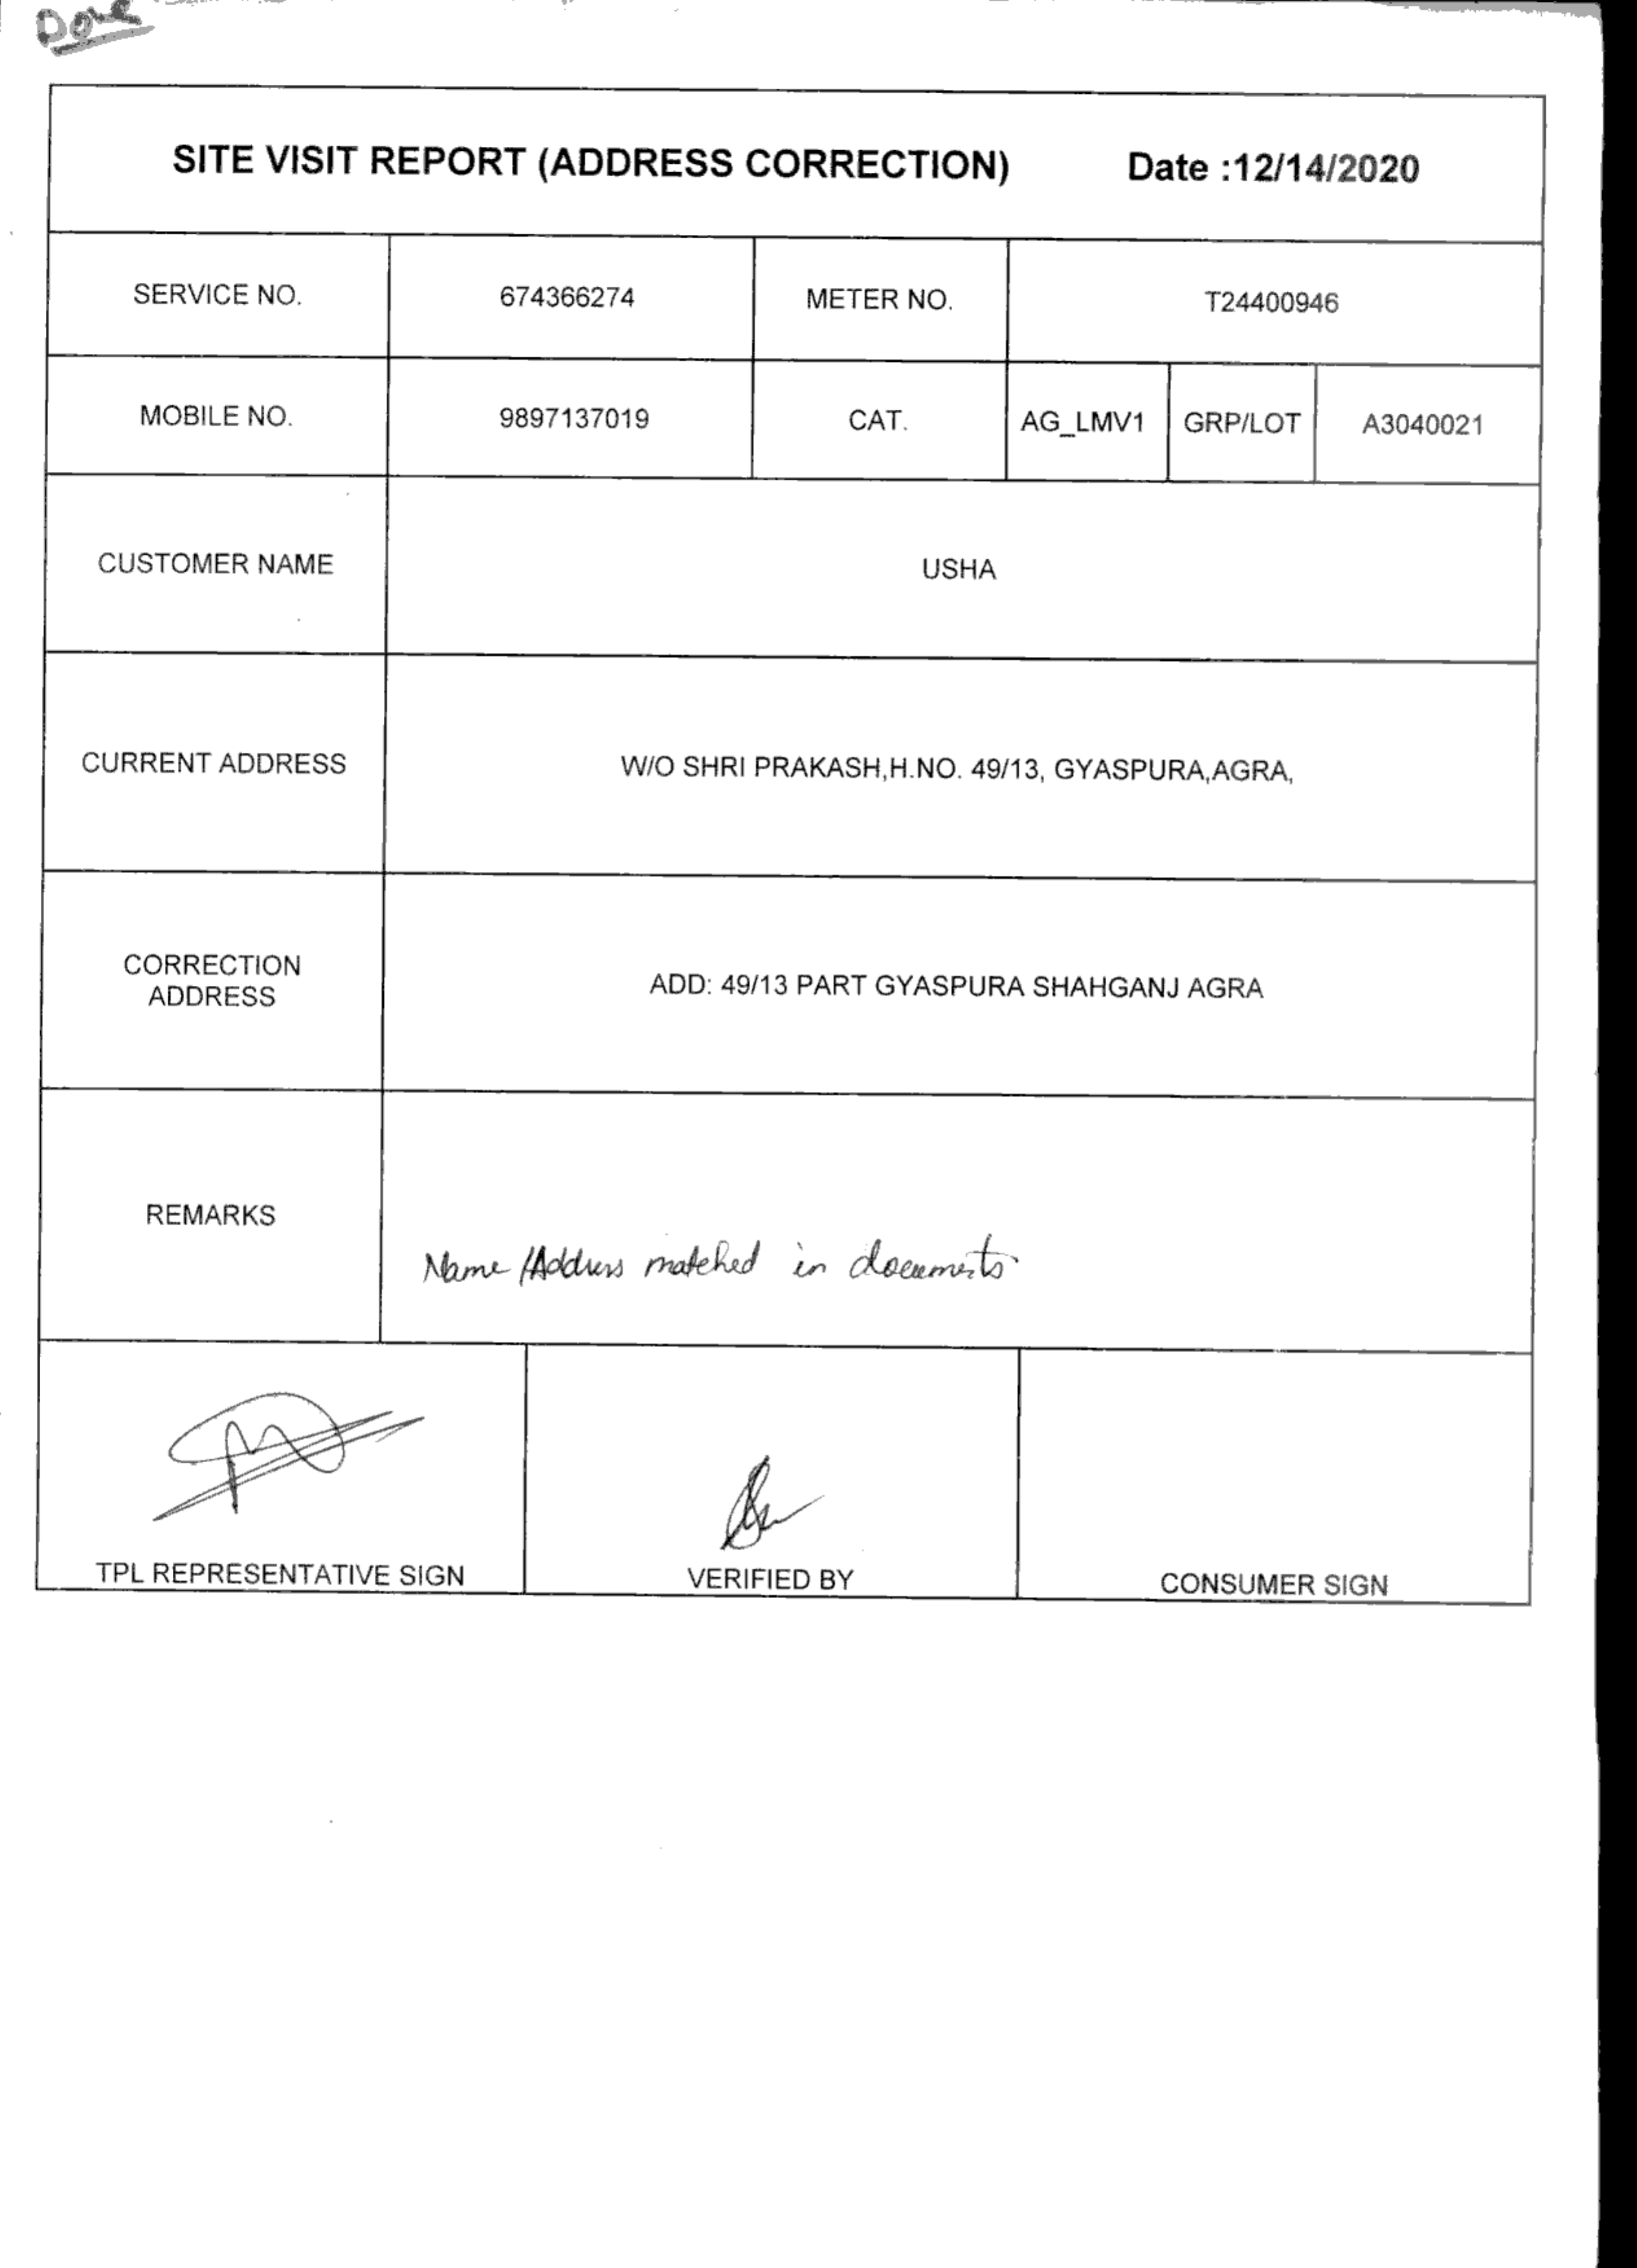 Done
SITE VISIT REPORT (ADDRESS CORRECTION) Date :12/14/2020
SERVICE NO. 674366274 METER NO. T24400946
MOBILE NO. 9897137019 CAT. AG_LMV1 GRP/LOT A3040021
CUSTOMER NAME USHA
CURRENT ADDRESS W/O SHRI PRAKASH,H.NO. 49/13, GYASPURA,AGRA,
CORRECTION
ADDRESS
ADD: 49/13 PART GYASPURA SHAHGANJ AGRA
REMARKS
Name /Address matched in documents
TPL REPRESENTATIVE SIGN VERIFIED BY CONSUMER SIGN